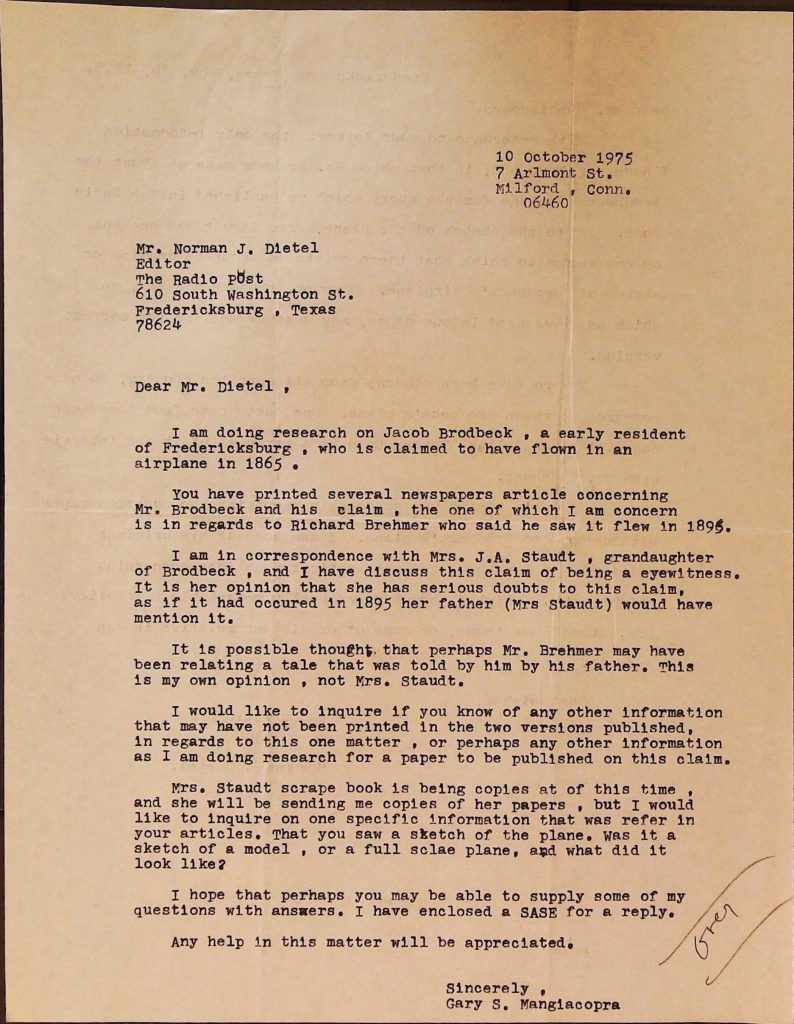 10 October 1975
7 Arlmont St.
Milford , Conn.
06460
Mr. Norman J. Dietel
Editor
The Radio Post
610 South Washington St.
Fredericksburg , Texas
78624
Dear Mr. Dietel ,
I am doing research on Jacob Brodbeck , a early resident
of Fredericksburg , who is claimed to have flown in an
airplane in 1865 .
You have printed several newspapers article concerning
Mr. Brodbeck and his claim , the one of which I am concern
is in regards to Richard Brehmer who said he saw it flew in 1895.
I am in correspondence with Mrs. J.A. Staudt , grandaughter
of Brodbeck , and I have discuss this claim of being a eyewitness.
It is her opinion that she has serious doubts to this claim,
as if it had occured in 1895 her father (Mrs Staudt) would have
mention it.
It is possible thought, that perhaps Mr. Brehmer may have
been relating a tale that was told by him by his father. This
is my own opinion , not Mrs. Staudt.
I would like to inquire if you know of any other information
that may have not been printed in the two versions published,
in regards to this one matter , or perhaps any other information
as I am doing research for a paper to be published on this claim.
Mrs. Staudt scrape book is being copies at of this time ,
and she will be sending me copies of her papers , but I would
like to inquire on one specific information that was refer in
your articles. That you saw a sketch of the plane. Was it a
sketch of a model , or a full sclae plane, and what did it
look like?
I hope that perhaps you may be able to supply some of my
questions with answers. I have enclosed a SASE for a reply.
Any help in this matter will be appreciated.
Over
Sincerely ,
Gary S. Mangiacopra